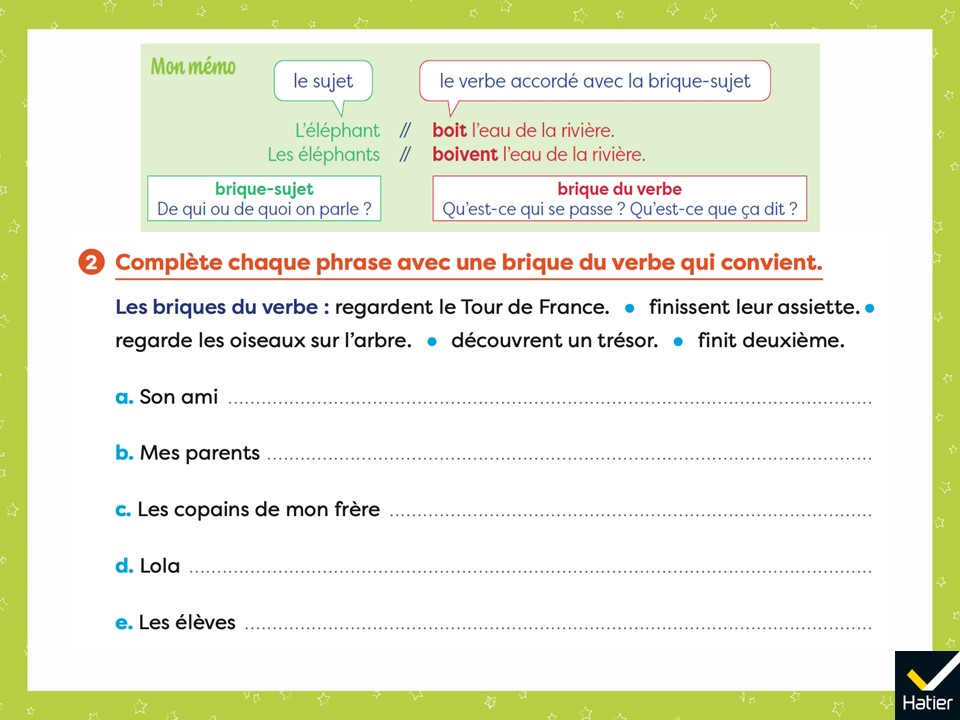 Mon mémo
le sujet
le verbe accordé avec la brique-sujet
L'éléphant // boit l'eau de la rivière.
Les éléphants // boivent l'eau de la rivière.
brique-sujet
De qui ou de quoi on parle ?
brique du verbe
Qu'est-ce qui se passe ? Qu'est-ce que ça dit ?
2 Complète chaque phrase avec une brique du verbe qui convient.
Les briques du verbe : regardent le Tour de France. • finissent leur assiette. •
regarde les oiseaux sur l'arbre. • découvrent un trésor. • finit deuxième.
a. Son ami
b. Mes parents
c. Les copains de mon frère
d. Lola
e. Les élèves
Hatier